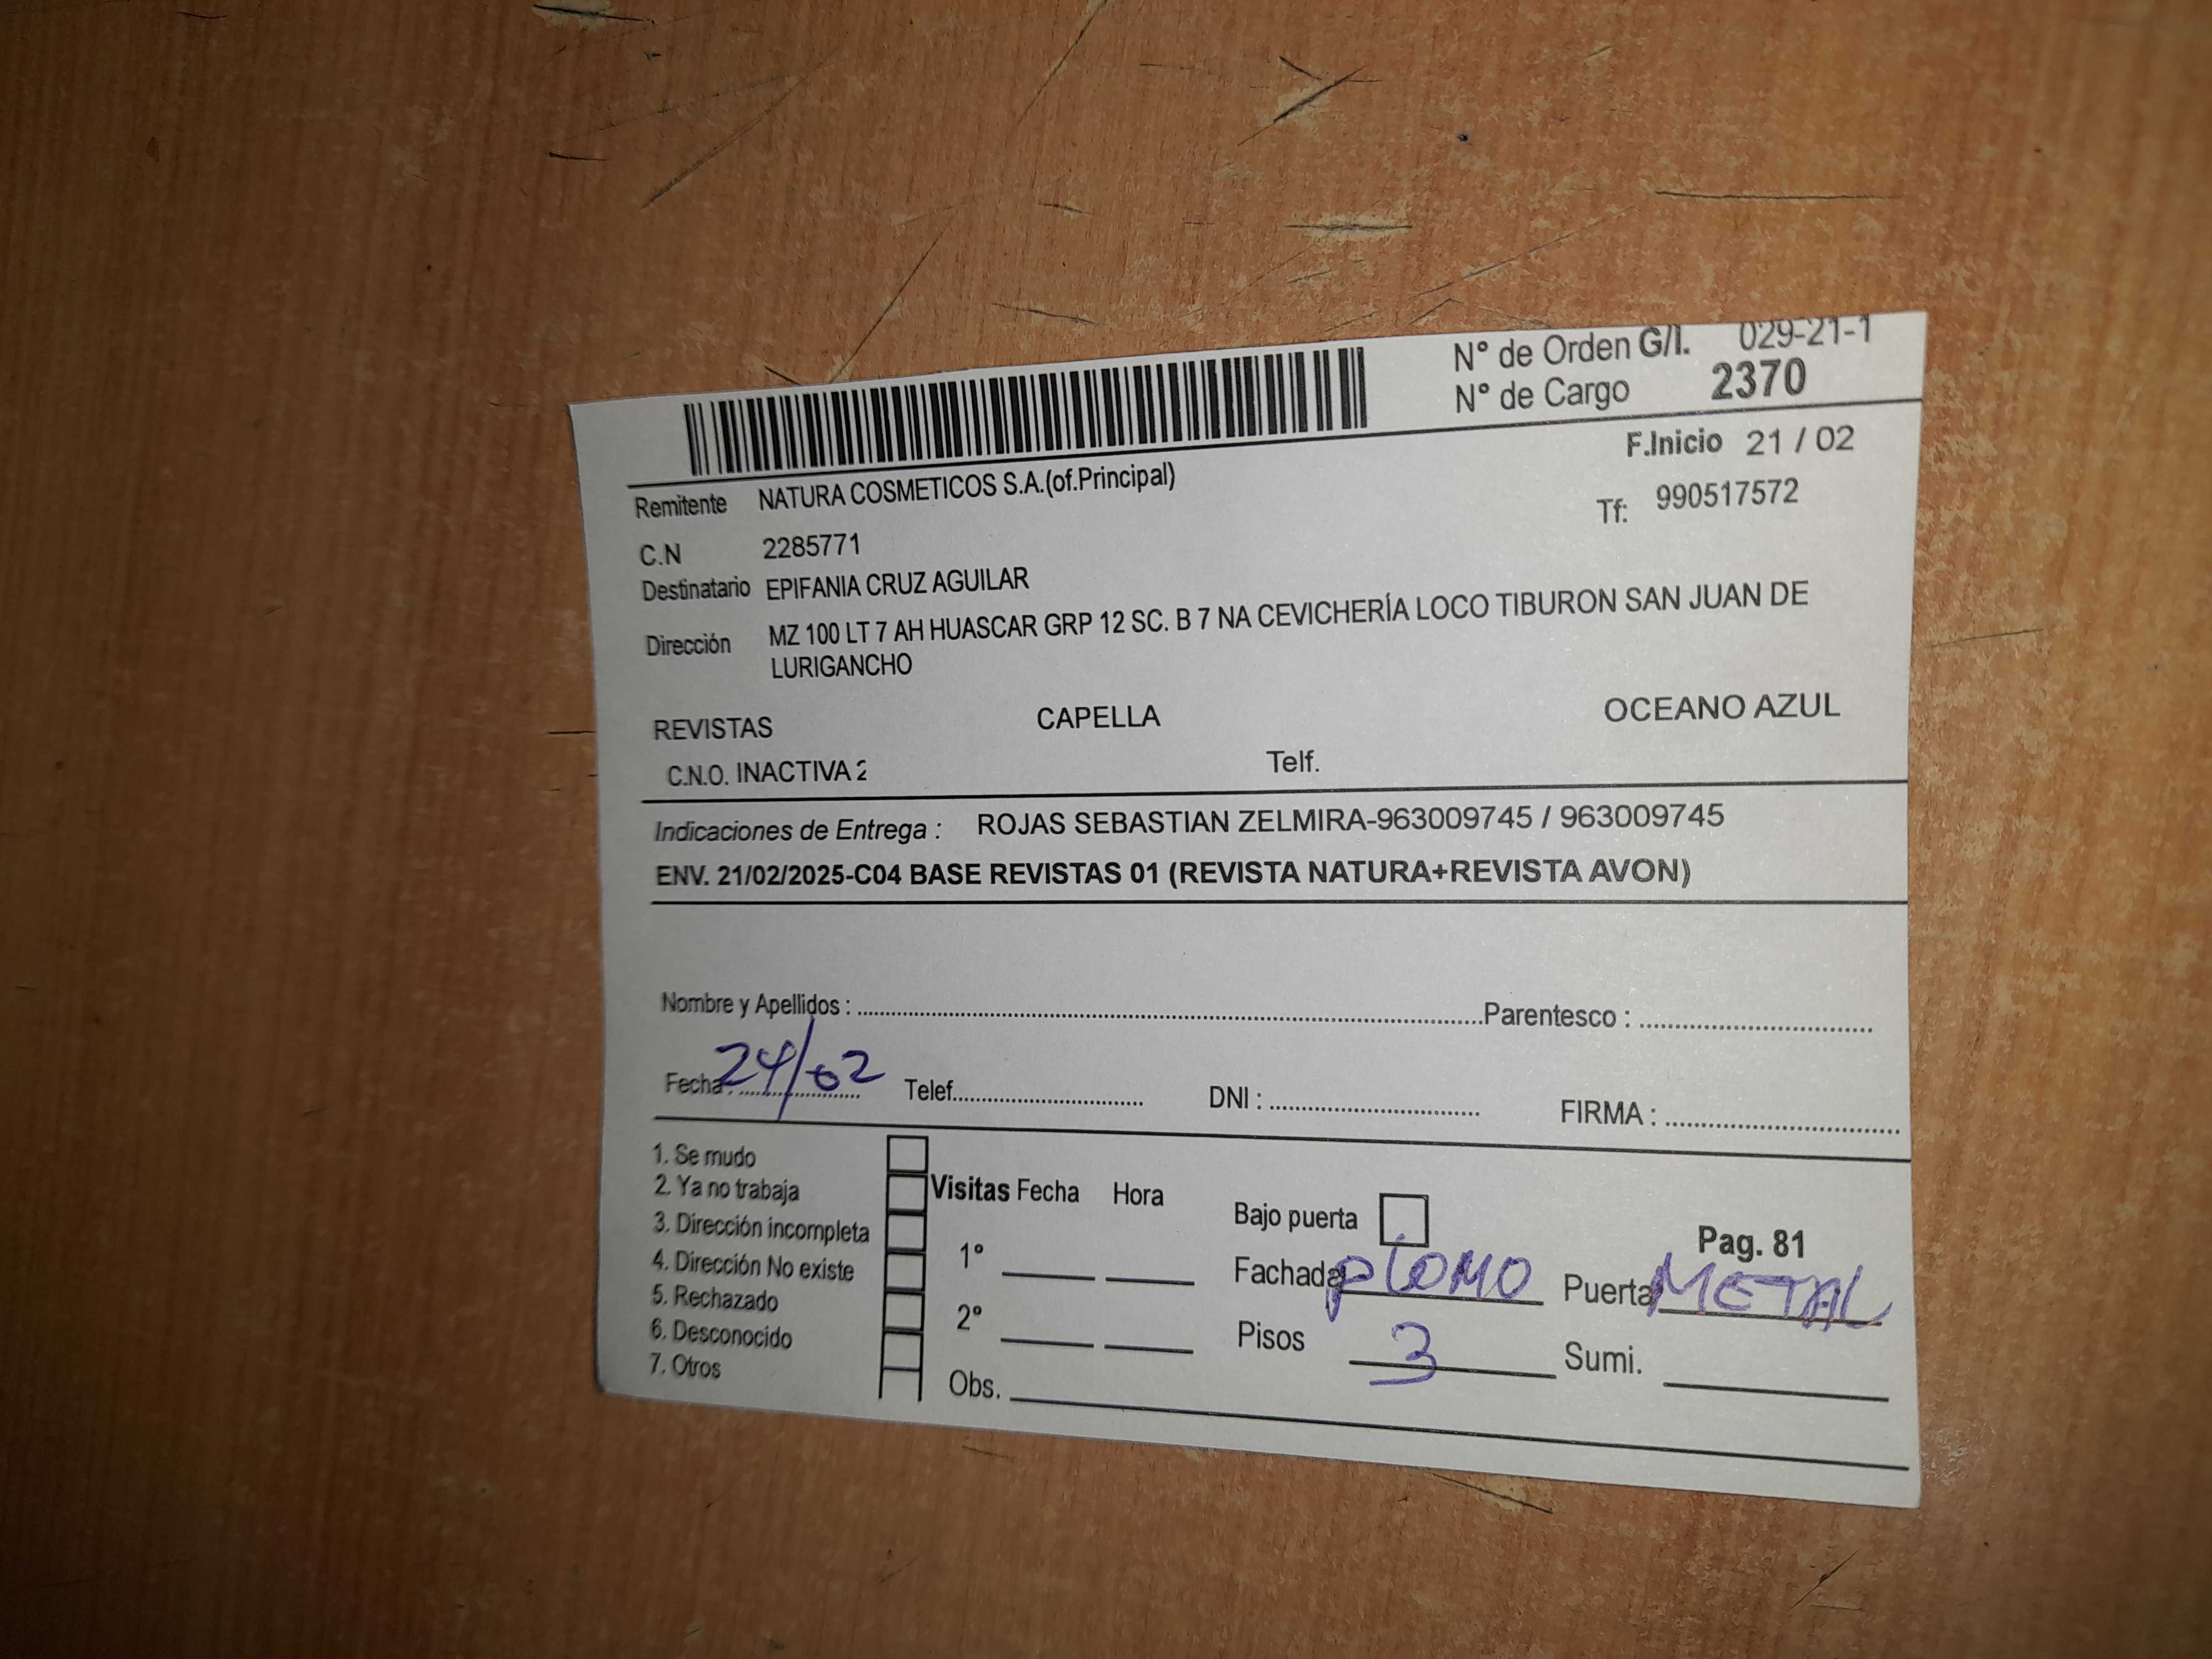 N° de Orden G/I. 029-21-1
N° de Cargo 2370
F.Inicio 21 / 02
Remitente NATURA COSMETICOS S.A.(of.Principal)
Tf: 990517572
C.N 2285771
Destinatario EPIFANIA CRUZ AGUILAR
Dirección MZ 100 LT 7 AH HUASCAR GRP 12 SC. B 7 NA CEVICHERÍA LOCO TIBURON SAN JUAN DE
LURIGANCHO
REVISTAS CAPELLA OCEANO AZUL
C.N.O. INACTIVA 2 Telf.
Indicaciones de Entrega : ROJAS SEBASTIAN ZELMIRA-963009745 / 963009745
ENV. 21/02/2025-C04 BASE REVISTAS 01 (REVISTA NATURA+REVISTA AVON)
Nombre y Apellidos : Parentesco :
Fecha : 24/02 Telef. DNI : FIRMA :
1. Se mudo
2. Ya no trabaja
3. Dirección incompleta
4. Dirección No existe
5. Rechazado
6. Desconocido
7. Otros
Visitas Fecha Hora
1°
2°
Obs.
Bajo puerta
Pag. 81
Fachada PLOMO Puerta METAL
Pisos 3 Sumi.